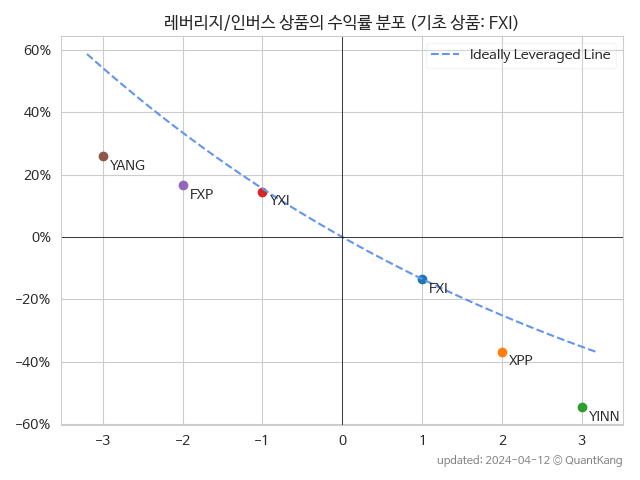 레버리지/인버스 상품의 수익률 분포 (기초 상품: FXI)
60%
Ideally Leveraged Line
40%
YANG
20%
FXP
YXI
0%
FXI
−20%
XPP
−40%
YINN
−60%
−3 −2 −1 0 1 2 3
updated: 2024-04-12 © QuantKang